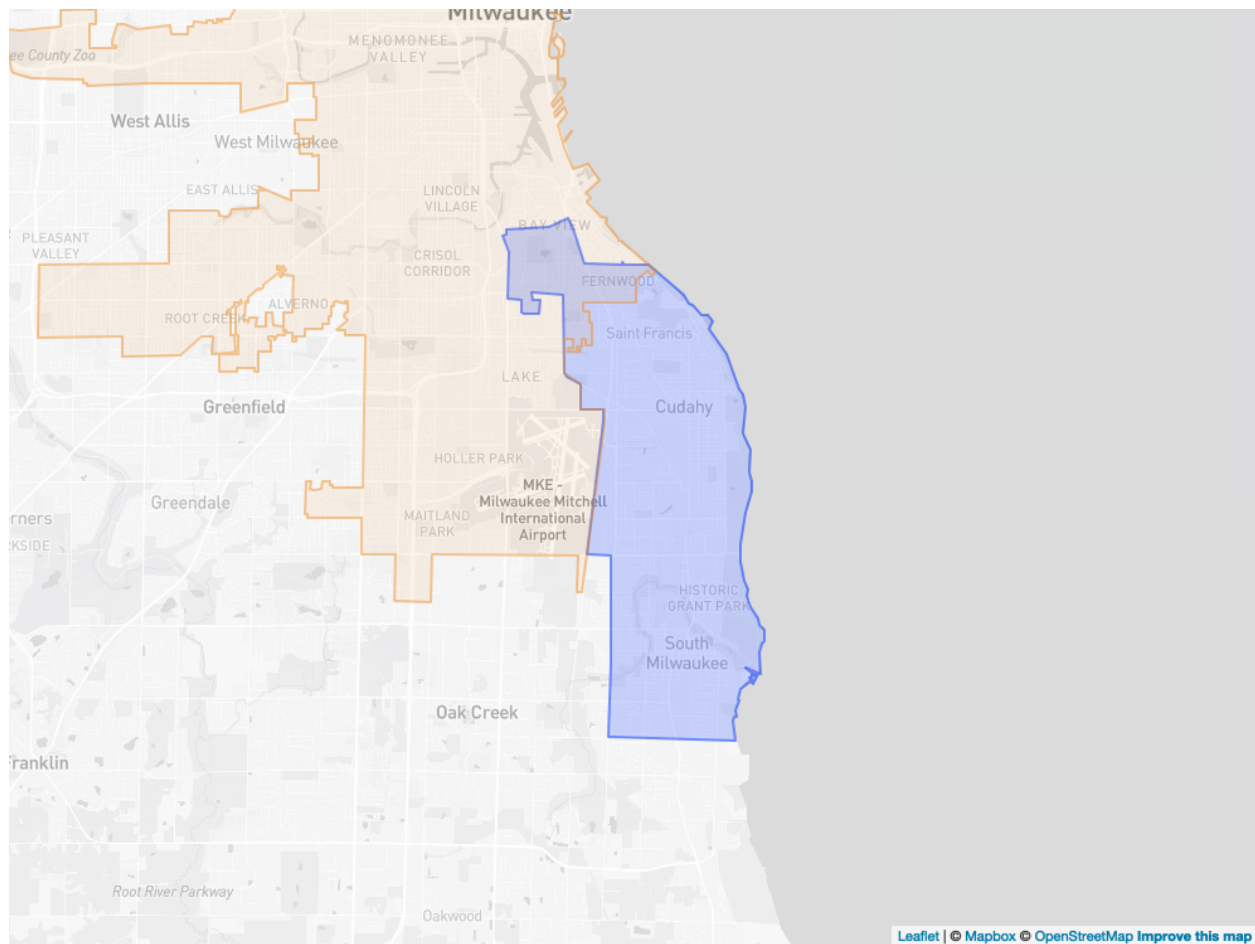 Milwaukee
MENOMONEE
VALLEY
ee County Zoo
West Allis
West Milwaukee
EAST ALLIS
LINCOLN
VILLAGE
BAY VIEW
PLEASANT
VALLEY
CRISOL
CORRIDOR
FERNWOOD
ALVERNO
ROOT CREEK
Saint Francis
LAKE
Greenfield
Cudahy
HOLLER PARK
MKE -
Milwaukee Mitchell
International
Airport
Greendale
MAITLAND
PARK
orners
RKSIDE
HISTORIC
GRANT PARK
South
Milwaukee
Oak Creek
Franklin
Root River Parkway
Oakwood
Leaflet | © Mapbox © OpenStreetMap Improve this map